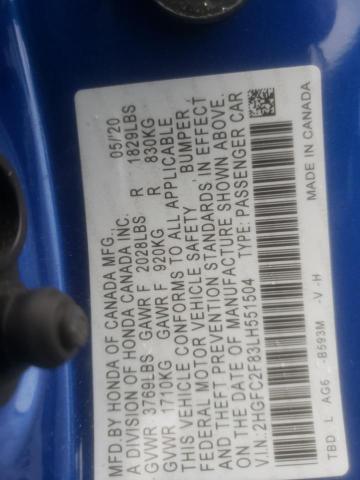 MFD.BY HONDA OF CANADA MFG., 05/'20
A DIVISION OF HONDA CANADA INC.
GVWR 3769LBS GAWR F 2028LBS R 1829LBS
GVWR 1710KG GAWR F 920KG R 830KG
THIS VEHICLE CONFORMS TO ALL APPLICABLE
FEDERAL MOTOR VEHICLE SAFETY BUMPER,
& THEFT PREVENTION STANDARDS, IN EFFECT
ON THE DATE OF MANUFACTURE SHOWN ABOVE.
V.I.N: 2HGFC2F83LH551504 TYPE: PASSENGER CAR
TBD L AG6 -B593M -V -H MADE IN CANADA